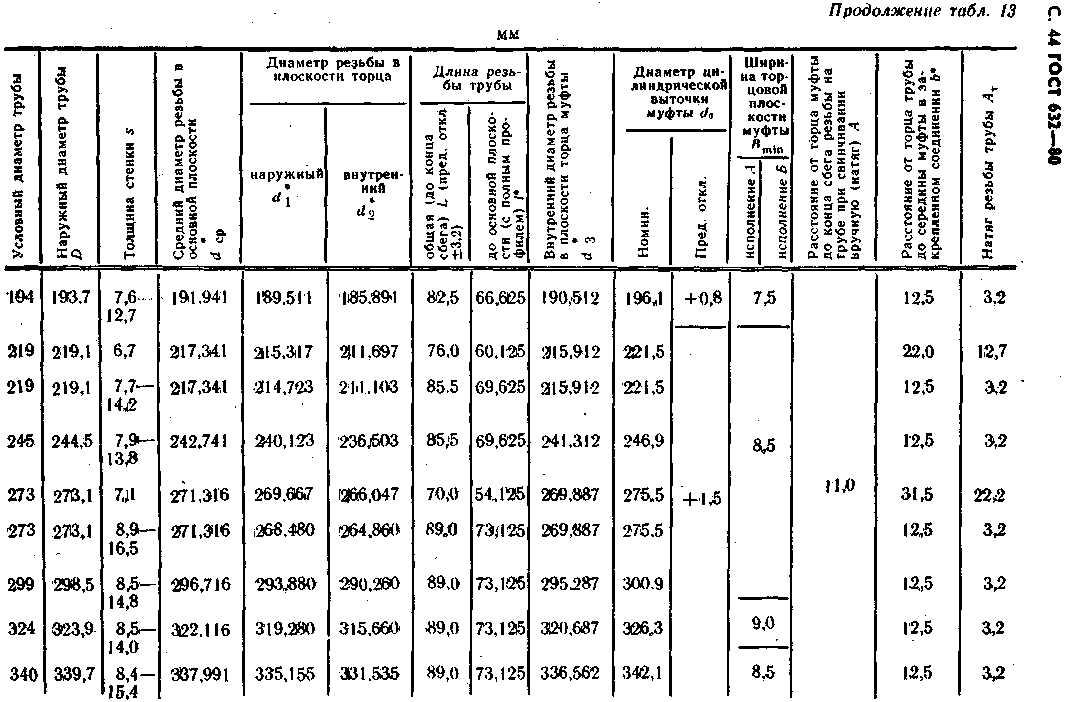 Продолжение табл. 13
С. 44 ГОСТ 632—80
мм
Условный диаметр трубы
Наружный диаметр трубы D
Толщина стенки s
Средний диаметр резьбы в основной плоскости d*ср
Диаметр резьбы в плоскости торца
наружный d*1
внутренний d*2
Длина резьбы трубы
общая (до конца сбега) L (пред. откл. ±3,2)
до основной плоскости (с полным профилем) l*
Внутренний диаметр резьбы в плоскости торца муфты d*3
Диаметр цилиндрической выточки муфты d₀
Номин.
Пред. откл.
Ширина торцовой плоскости муфты Bmin
исполнение А
исполнение Б
Расстояние от торца муфты до конца сбега резьбы на трубе при свинчивании вручную (натяг) А
Расстояние от торца трубы до середины муфты в закрепленном соединении b*
Натяг резьбы трубы Ат
194 193,7 7,6—12,7 191,941 189,511 185,891 82,5 66,625 190,512 196,1 +0,8 7,5 12,5 3,2
219 219,1 6,7 217,341 215,317 211,697 76,0 60,125 215,912 221,5 22,0 12,7
219 219,1 7,7—14,2 217,341 214,723 211,103 85,5 69,625 215,912 221,5 12,5 3,2
245 244,5 7,9—13,8 242,741 240,123 236,503 85,5 69,625 241,312 246,9 8,5 12,5 3,2
273 273,1 7,1 271,316 269,667 266,047 70,0 54,125 269,887 275,5 +1,5 11,0 31,5 22,2
273 273,1 8,9—16,5 271,316 268,480 264,860 89,0 73,125 269,887 275,5 12,5 3,2
299 298,5 8,5—14,8 296,716 293,880 290,260 89,0 73,125 295,287 300,9 12,5 3,2
324 323,9 8,5—14,0 322,116 319,280 315,660 89,0 73,125 320,687 326,3 9,0 12,5 3,2
340 339,7 8,4—15,4 337,991 335,155 331,535 89,0 73,125 336,562 342,1 8,5 12,5 3,2